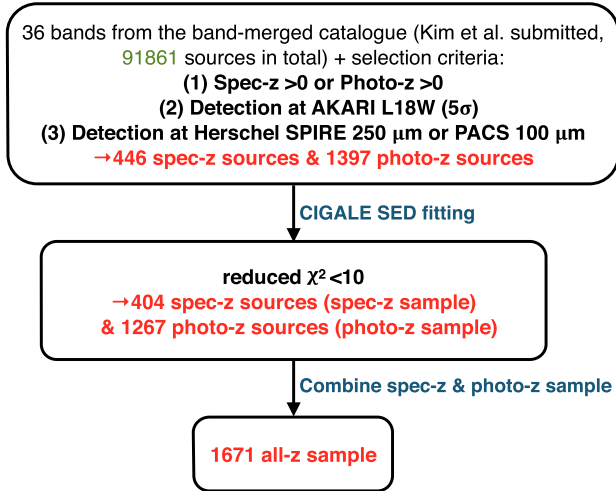 36 bands from the band-merged catalogue (Kim et al. submitted,
91861 sources in total) + selection criteria:
(1) Spec-z >0 or Photo-z >0
(2) Detection at AKARI L18W (5σ)
(3) Detection at Herschel SPIRE 250 μm or PACS 100 μm
→446 spec-z sources & 1397 photo-z sources
CIGALE SED fitting
reduced χ² <10
→404 spec-z sources (spec-z sample)
& 1267 photo-z sources (photo-z sample)
Combine spec-z & photo-z sample
1671 all-z sample